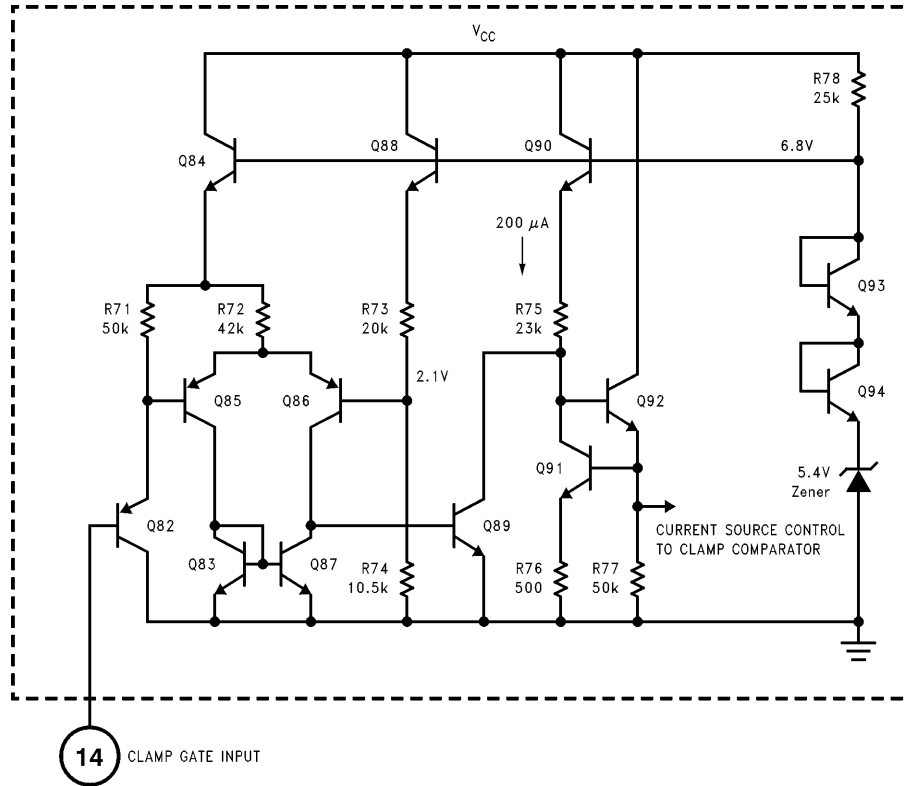 VCC
R78
25k
Q84
Q88
Q90
6.8V
200 µA
Q93
R71
50k
R72
42k
R73
20k
R75
23k
2.1V
Q85
Q86
Q92
Q94
Q91
5.4V
Zener
Q82
Q83
Q87
Q89
CURRENT SOURCE CONTROL
TO CLAMP COMPARATOR
R74
10.5k
R76
500
R77
50k
14
CLAMP GATE INPUT